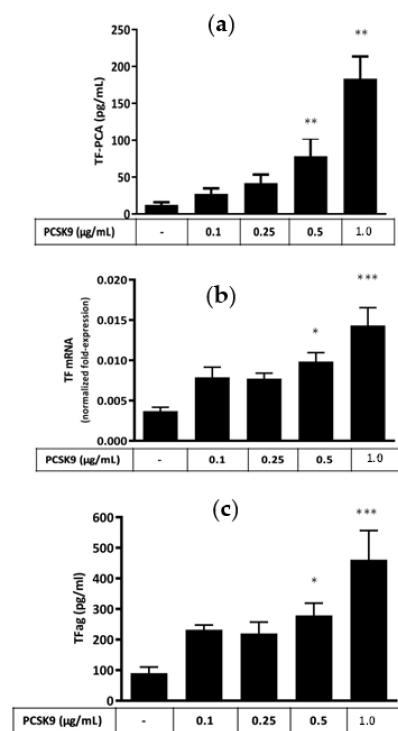 (a)
**
**
TF-PCA (pg/mL)
250
200
150
100
50
0
PCSK9 (µg/mL) - 0.1 0.25 0.5 1.0
(b)
***
*
TF mRNA
(normalized fold-expression)
0.020
0.015
0.010
0.005
0.000
PCSK9 (µg/mL) - 0.1 0.25 0.5 1.0
(c)
***
*
TFag (pg/ml)
600
500
400
300
200
100
0
PCSK9 (µg/mL) - 0.1 0.25 0.5 1.0